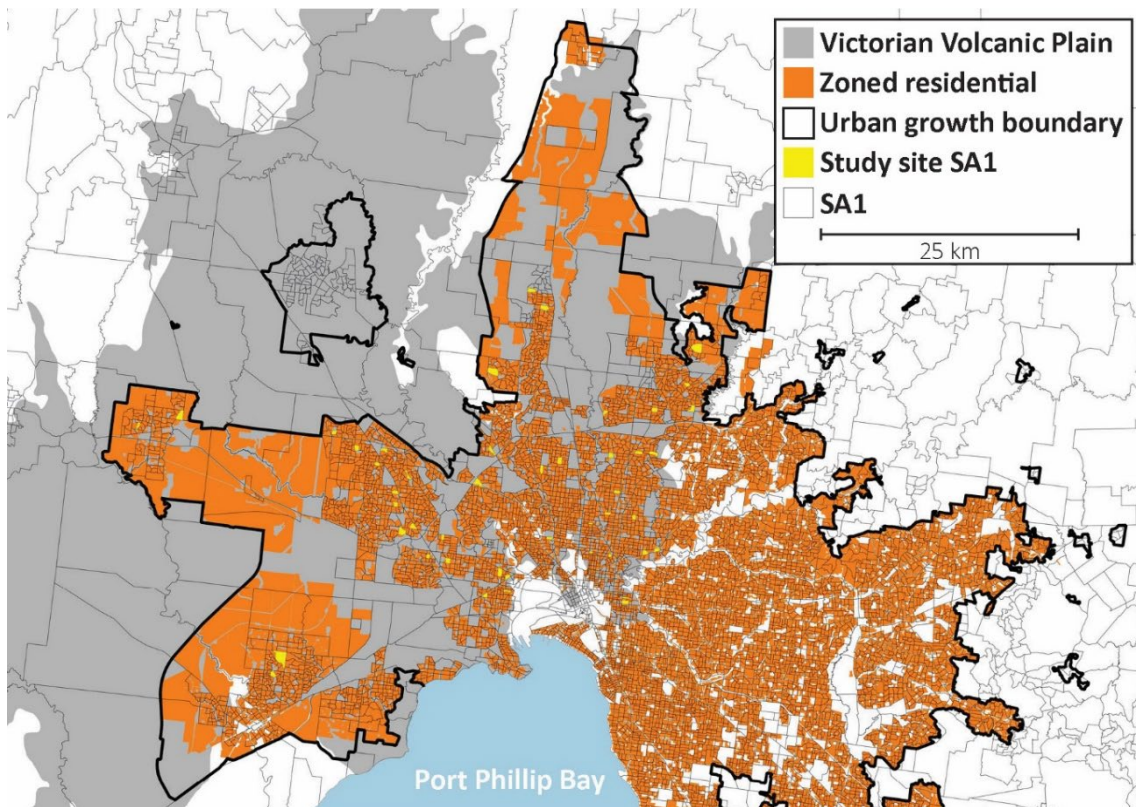 Victorian Volcanic Plain
Zoned residential
Urban growth boundary
Study site SA1
SA1
25 km
Port Phillip Bay